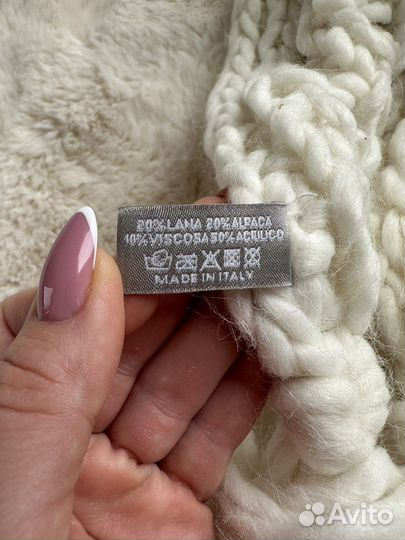 20%LANA 20%ALPACA
10%VISCOSA 50%ACRILICO
MADE IN ITALY
Avito